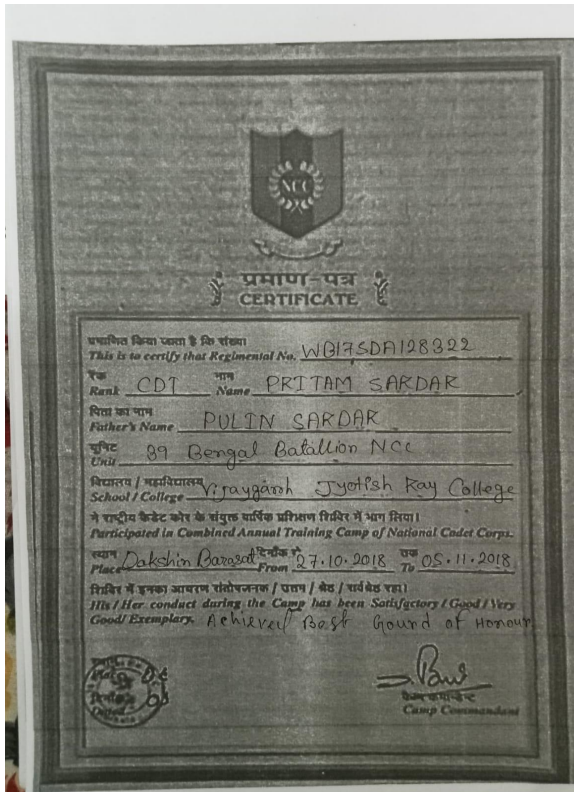 NCC
प्रमाण-पत्र
CERTIFICATE
प्रमाणित किया जाता है कि संख्या
This is to certify that Regimental No. WB17SDA128322
रैंक CDT नाम PRITAM SARDAR
Rank Name
पिता का नाम
Father's Name PULIN SARDAR
यूनिट
Unit 39 Bengal Batallion NCC
विद्यालय / महाविद्यालय
School / College Vijaygarh Jyotish Ray College
ने राष्ट्रीय कैडेट कोर के संयुक्त वार्षिक प्रशिक्षण शिविर में भाग लिया।
Participated in Combined Annual Training Camp of National Cadet Corps.
स्थान दिनाँक से तक
Place Dakshin Barasat From 27.10.2018 To 05.11.2018
शिविर में इनका आचरण संतोषजनक / उत्तम / श्रेष्ठ / सर्वश्रेष्ठ रहा।
His / Her conduct during the Camp has been Satisfactory / Good / Very
Good/ Exemplary. Achieved Best Gaurd of Honour
दिनाँक
Dated
कैम्प कमान्डेन्ट
Camp Commandant